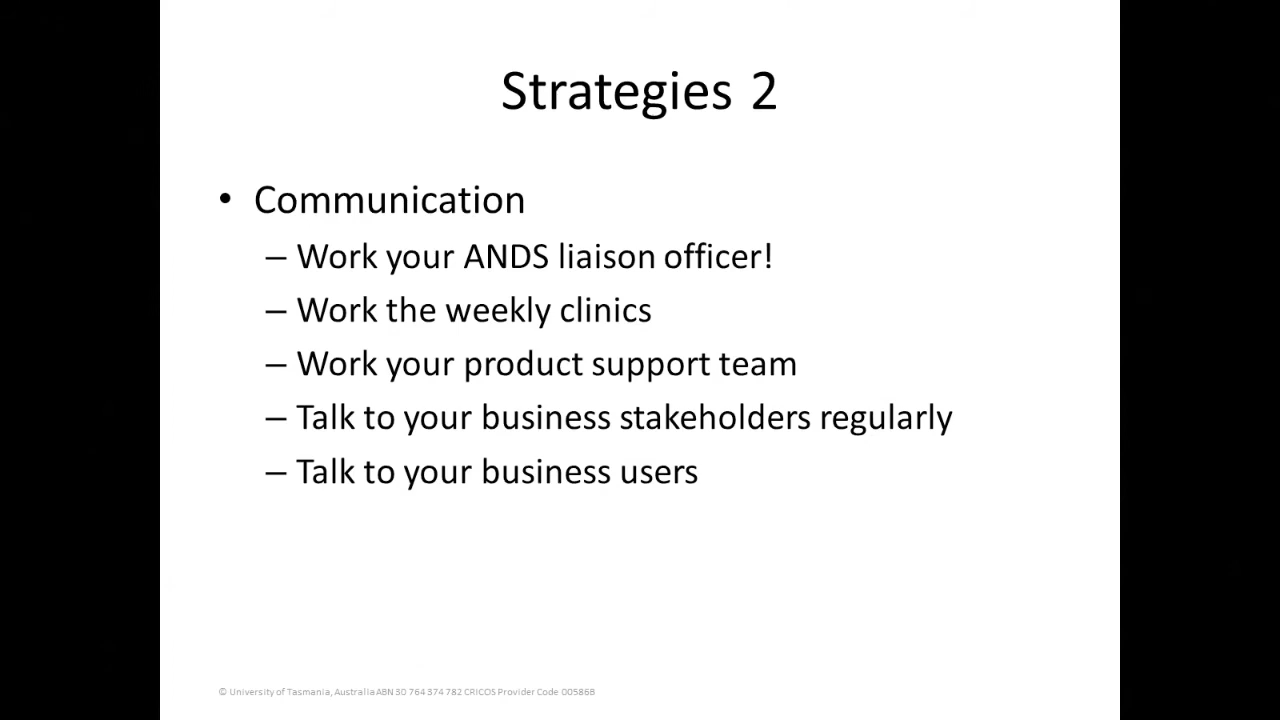 Strategies 2
• Communication
– Work your ANDS liaison officer!
– Work the weekly clinics
– Work your product support team
– Talk to your business stakeholders regularly
– Talk to your business users
© University of Tasmania, Australia ABN 30 764 374 782 CRICOS Provider Code 00586B